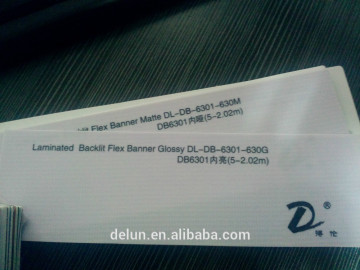 klit Flex Banner Matte DL-DB-6301-630M
DB6301内哑(5-2.02m)
Laminated Backlit Flex Banner Glossy DL-DB-6301-630G
DB6301内亮(5-2.02m)
®
德伦
delun.en.alibaba.com